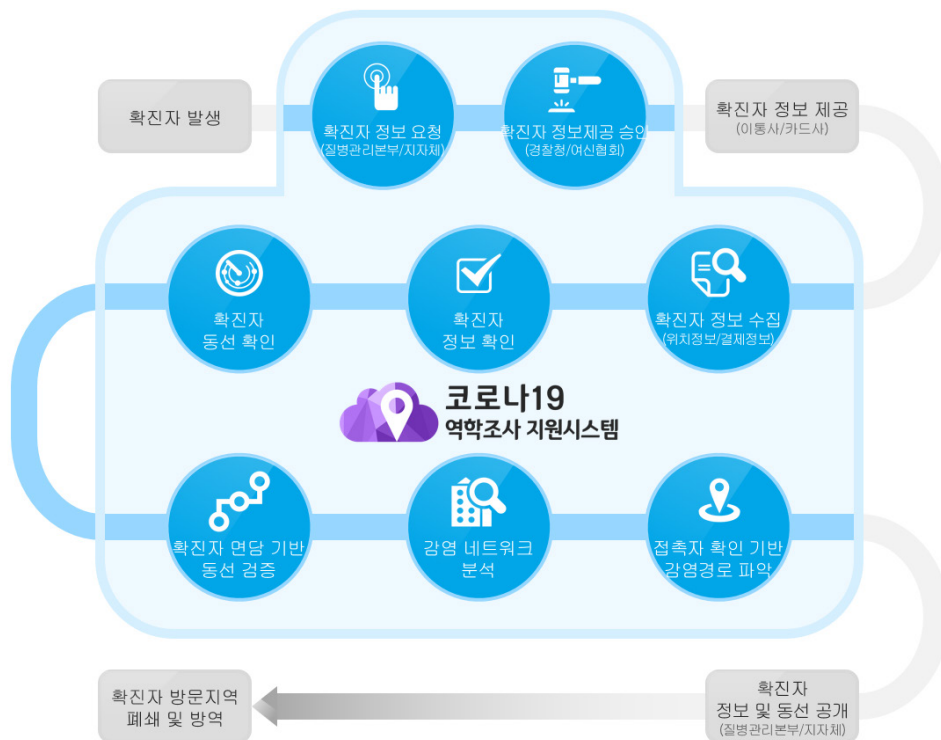 확진자 발생
확진자 정보 요청
(질병관리본부/지자체)
확진자 정보제공 승인
(경찰청/여신협회)
확진자 정보 제공
(이통사/카드사)
확진자
동선 확인
확진자
정보 확인
확진자 정보 수집
(위치정보/결제정보)
코로나19
역학조사 지원시스템
확진자 면담 기반
동선 검증
감영 네트워크
분석
접촉자 확인 기반
감영경로 파악
확진자 방문지역
폐쇄 및 방역
확진자
정보 및 동선 공개
(질병관리본부/지자체)